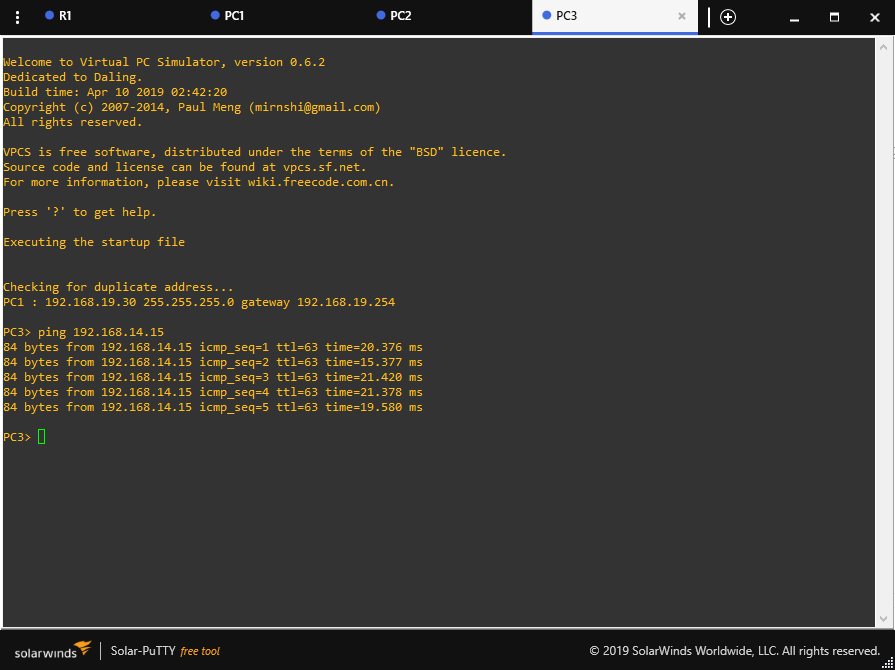 R1
PC1
PC2
PC3
Welcome to Virtual PC Simulator, version 0.6.2
Dedicated to Daling.
Build time: Apr 10 2019 02:42:20
Copyright (c) 2007-2014, Paul Meng (mirnshi@gmail.com)
All rights reserved.
VPCS is free software, distributed under the terms of the "BSD" licence.
Source code and license can be found at vpcs.sf.net.
For more information, please visit wiki.freecode.com.cn.
Press '?' to get help.
Executing the startup file
Checking for duplicate address...
PC1 : 192.168.19.30 255.255.255.0 gateway 192.168.19.254
PC3> ping 192.168.14.15
84 bytes from 192.168.14.15 icmp_seq=1 ttl=63 time=20.376 ms
84 bytes from 192.168.14.15 icmp_seq=2 ttl=63 time=15.377 ms
84 bytes from 192.168.14.15 icmp_seq=3 ttl=63 time=21.420 ms
84 bytes from 192.168.14.15 icmp_seq=4 ttl=63 time=21.378 ms
84 bytes from 192.168.14.15 icmp_seq=5 ttl=63 time=19.580 ms
PC3>
solarwinds Solar-PuTTY free tool © 2019 SolarWinds Worldwide, LLC. All rights reserved.